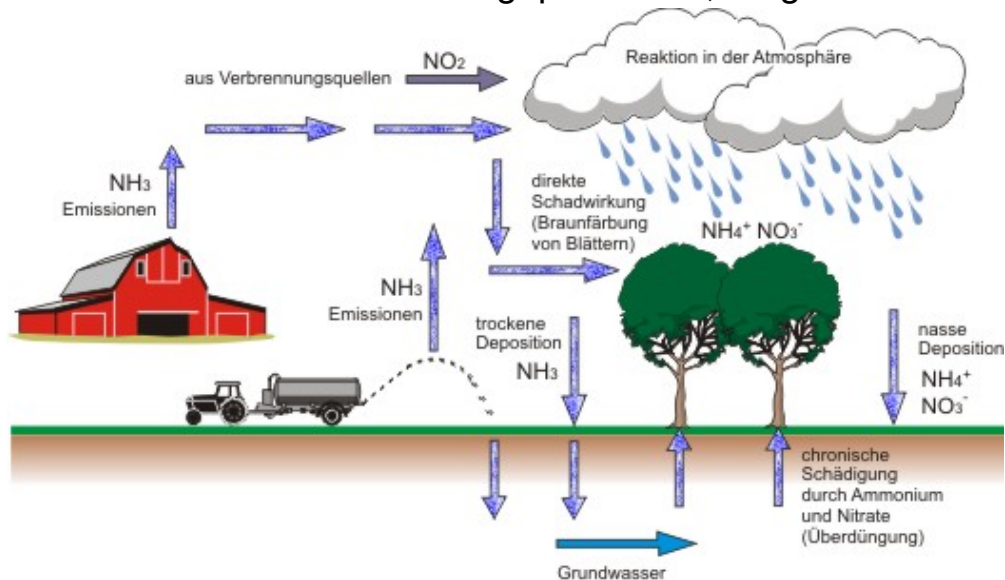 NO₂
aus Verbrennungsquellen
Reaktion in der Atmosphäre
NH₃
Emissionen
direkte
Schadwirkung
(Braunfärbung
von Blättern)
NH₄⁺ NO₃⁻
NH₃
Emissionen
trockene
Deposition
NH₃
nasse
Deposition
NH₄⁺
NO₃⁻
chronische
Schädigung
durch Ammonium
und Nitrate
(Überdüngung)
Grundwasser